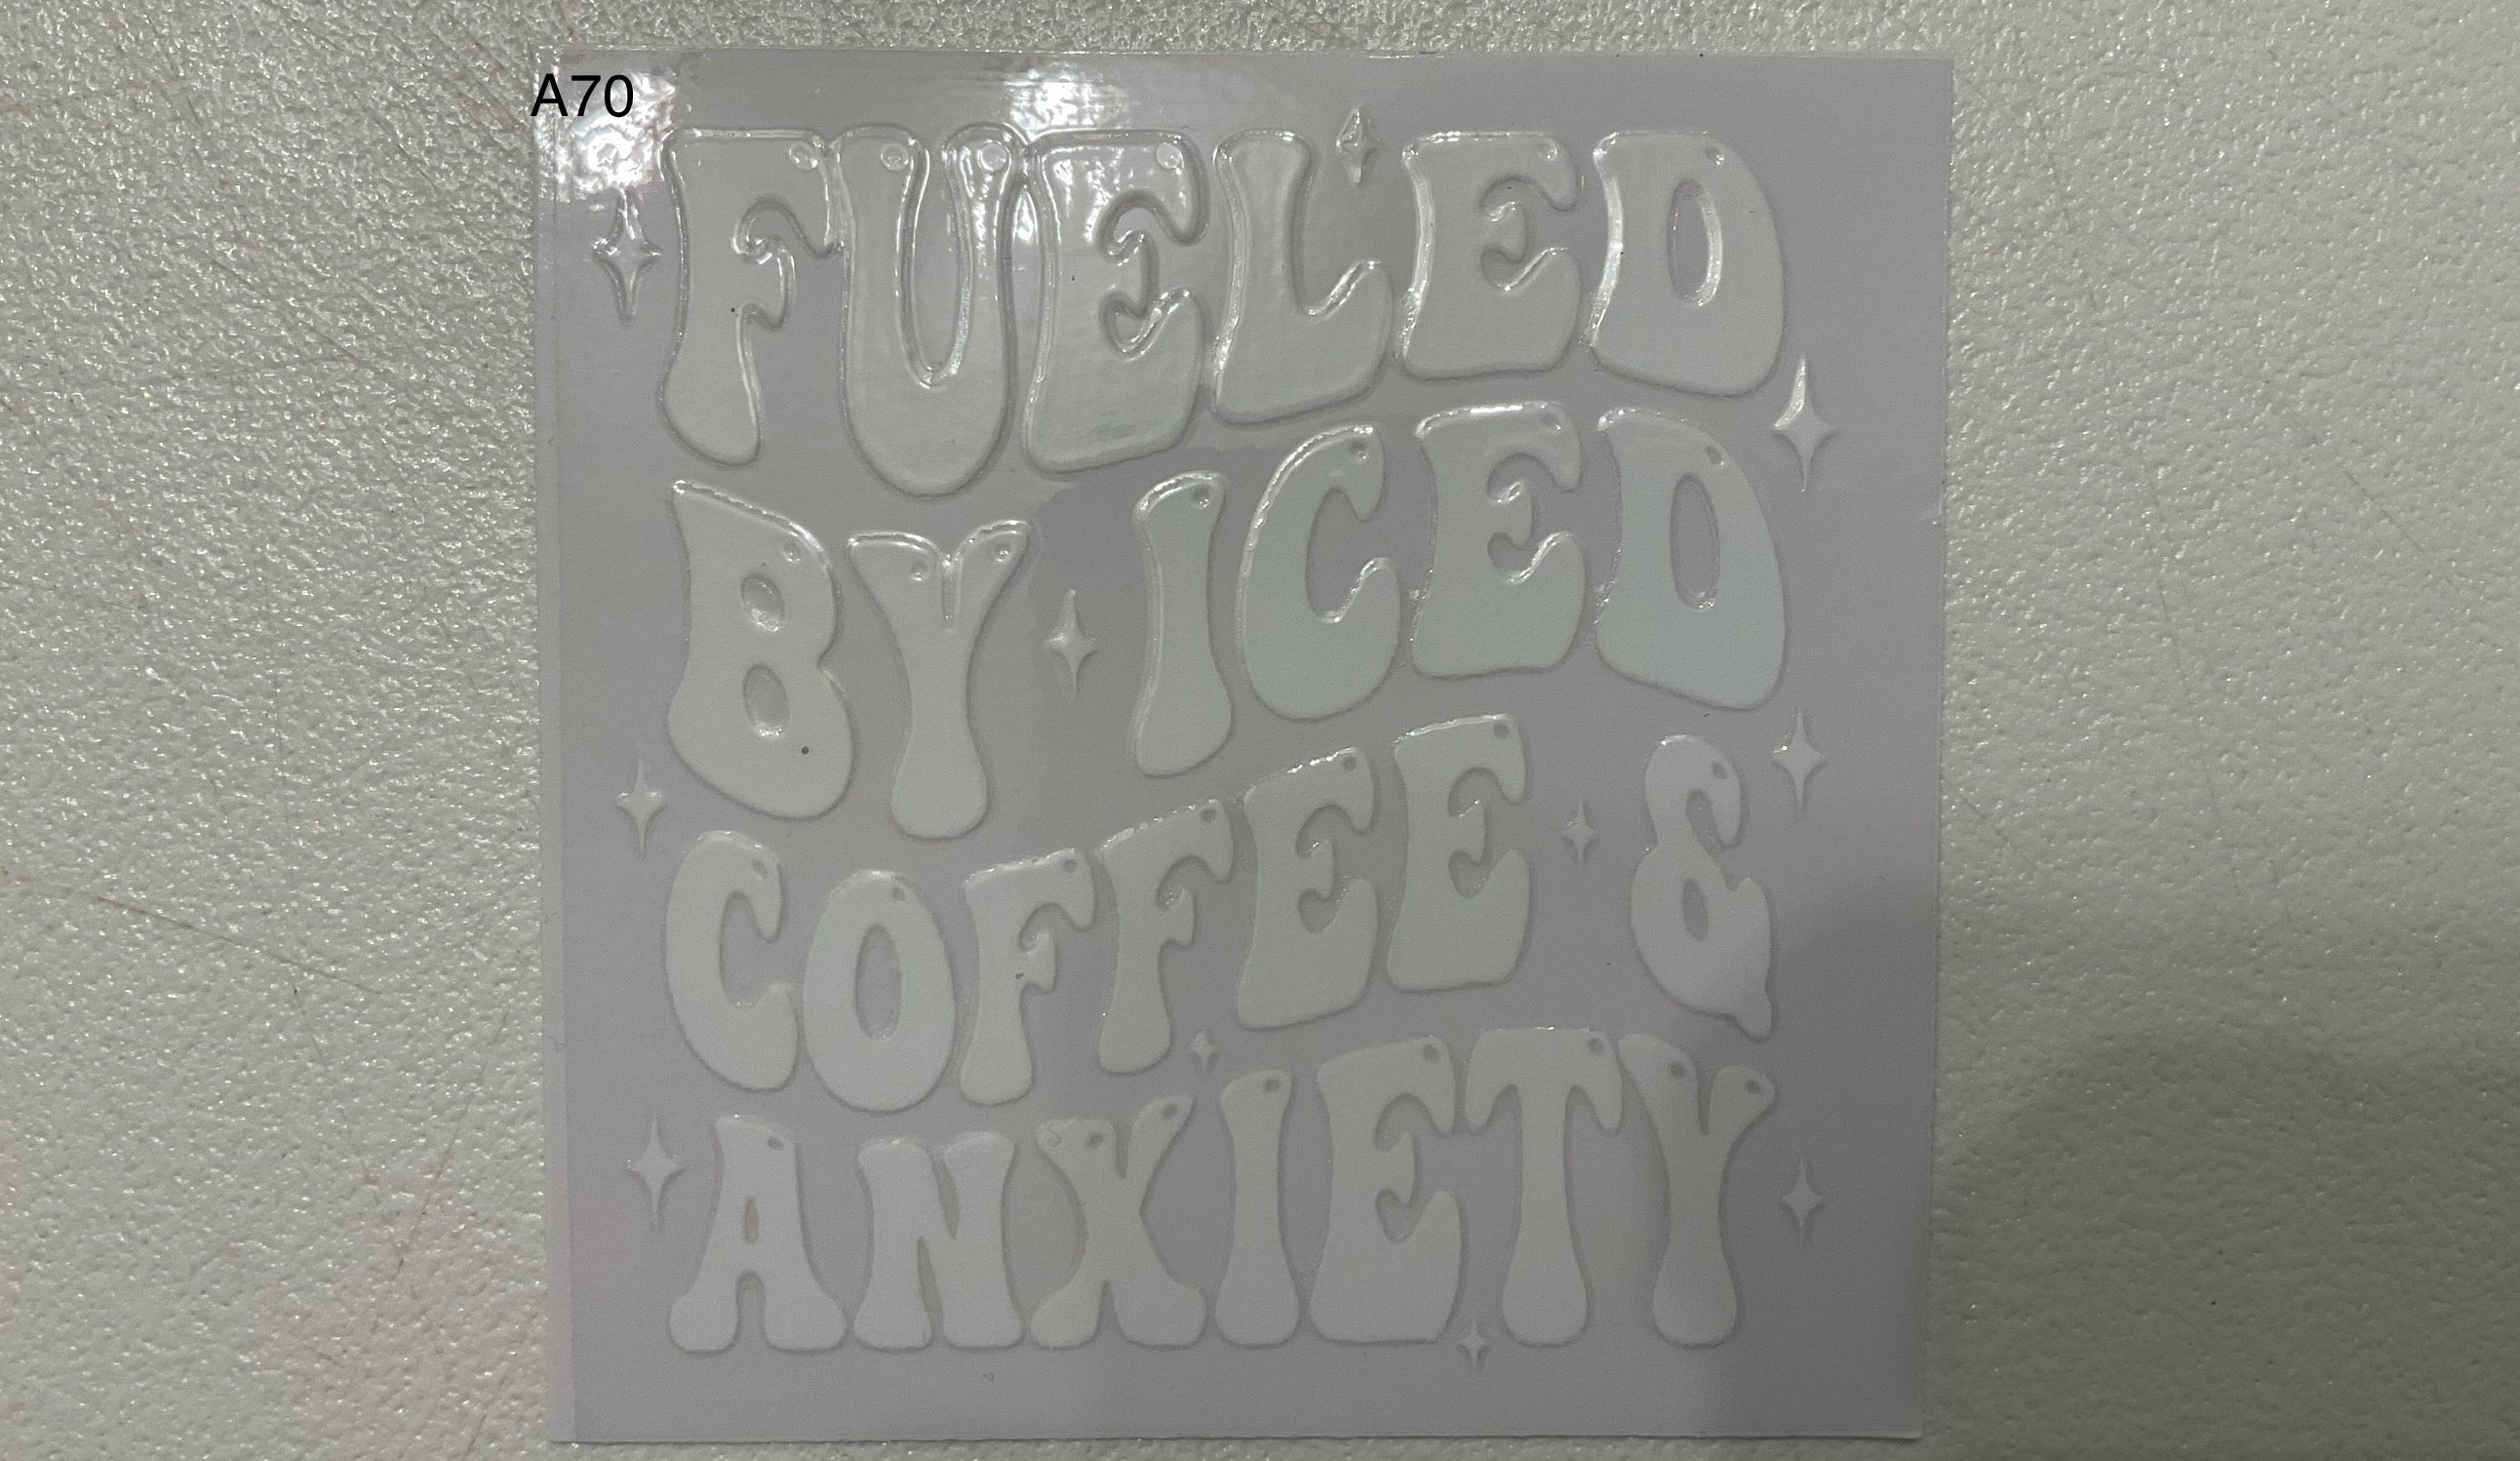 A70
FUELED
BY ICED
COFFEE &
ANXIETY